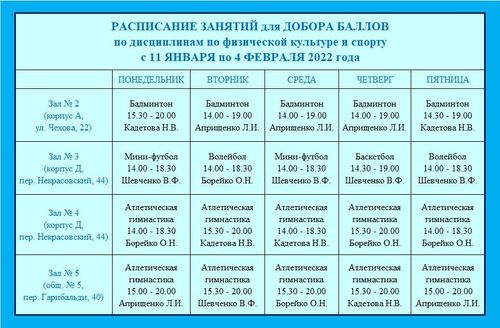 РАСПИСАНИЕ ЗАНЯТИЙ для ДОБОРА БАЛЛОВ
по дисциплинам по физической культуре и спорту
с 11 ЯНВАРЯ по 4 ФЕВРАЛЯ 2022 года
ПОНЕДЕЛЬНИК ВТОРНИК СРЕДА ЧЕТВЕРГ ПЯТНИЦА
Зал № 2 Бадминтон Бадминтон Бадминтон Бадминтон Бадминтон
(корпус А, 15.30 - 20.00 14.00 - 19.00 14.00 - 19.00 14.00 - 19.00 14.30 - 19.00
ул. Чехова, 22) Кадетова Н.В. Априщенко Л.И. Априщенко Л.И. Априщенко Л.И. Кадетова Н.В.
Зал № 3 Мини-футбол Волейбол Мини-футбол Баскетбол Волейбол
(корпус Д, 14.00 - 18.30 14.00 - 18.30 14.00 - 18.30 14.30 - 19.00 14.00 - 18.30
пер. Некрасовский, 44) Шевченко В.Ф. Борейко О.Н. Шевченко В.Ф. Шевченко В.Ф. Шевченко В.Ф.
Зал № 4 Атлетическая Атлетическая Атлетическая Атлетическая Атлетическая
(корпус Д, гимнастика гимнастика гимнастика гимнастика гимнастика
пер. Некрасовский, 44) 14.00 - 18.30 15.30 - 20.00 14.00 - 18.30 15.30 - 20.00 15.30 - 20.00
Борейко О.Н. Кадетова Н.В. Кадетова Н.В. Борейко О.Н. Борейко О.Н.
Зал № 5 Атлетическая Атлетическая Атлетическая Атлетическая Атлетическая
(общ. № 5, гимнастика гимнастика гимнастика гимнастика гимнастика
пер. Гарибальди, 40) 15.00 - 20.00 15.30 - 20.00 15.30 - 20.00 15.30 - 20.00 15.00 - 20.00
Априщенко Л.И. Шевченко В.Ф. Борейко О.Н. Кадетова Н.В. Априщенко Л.И.